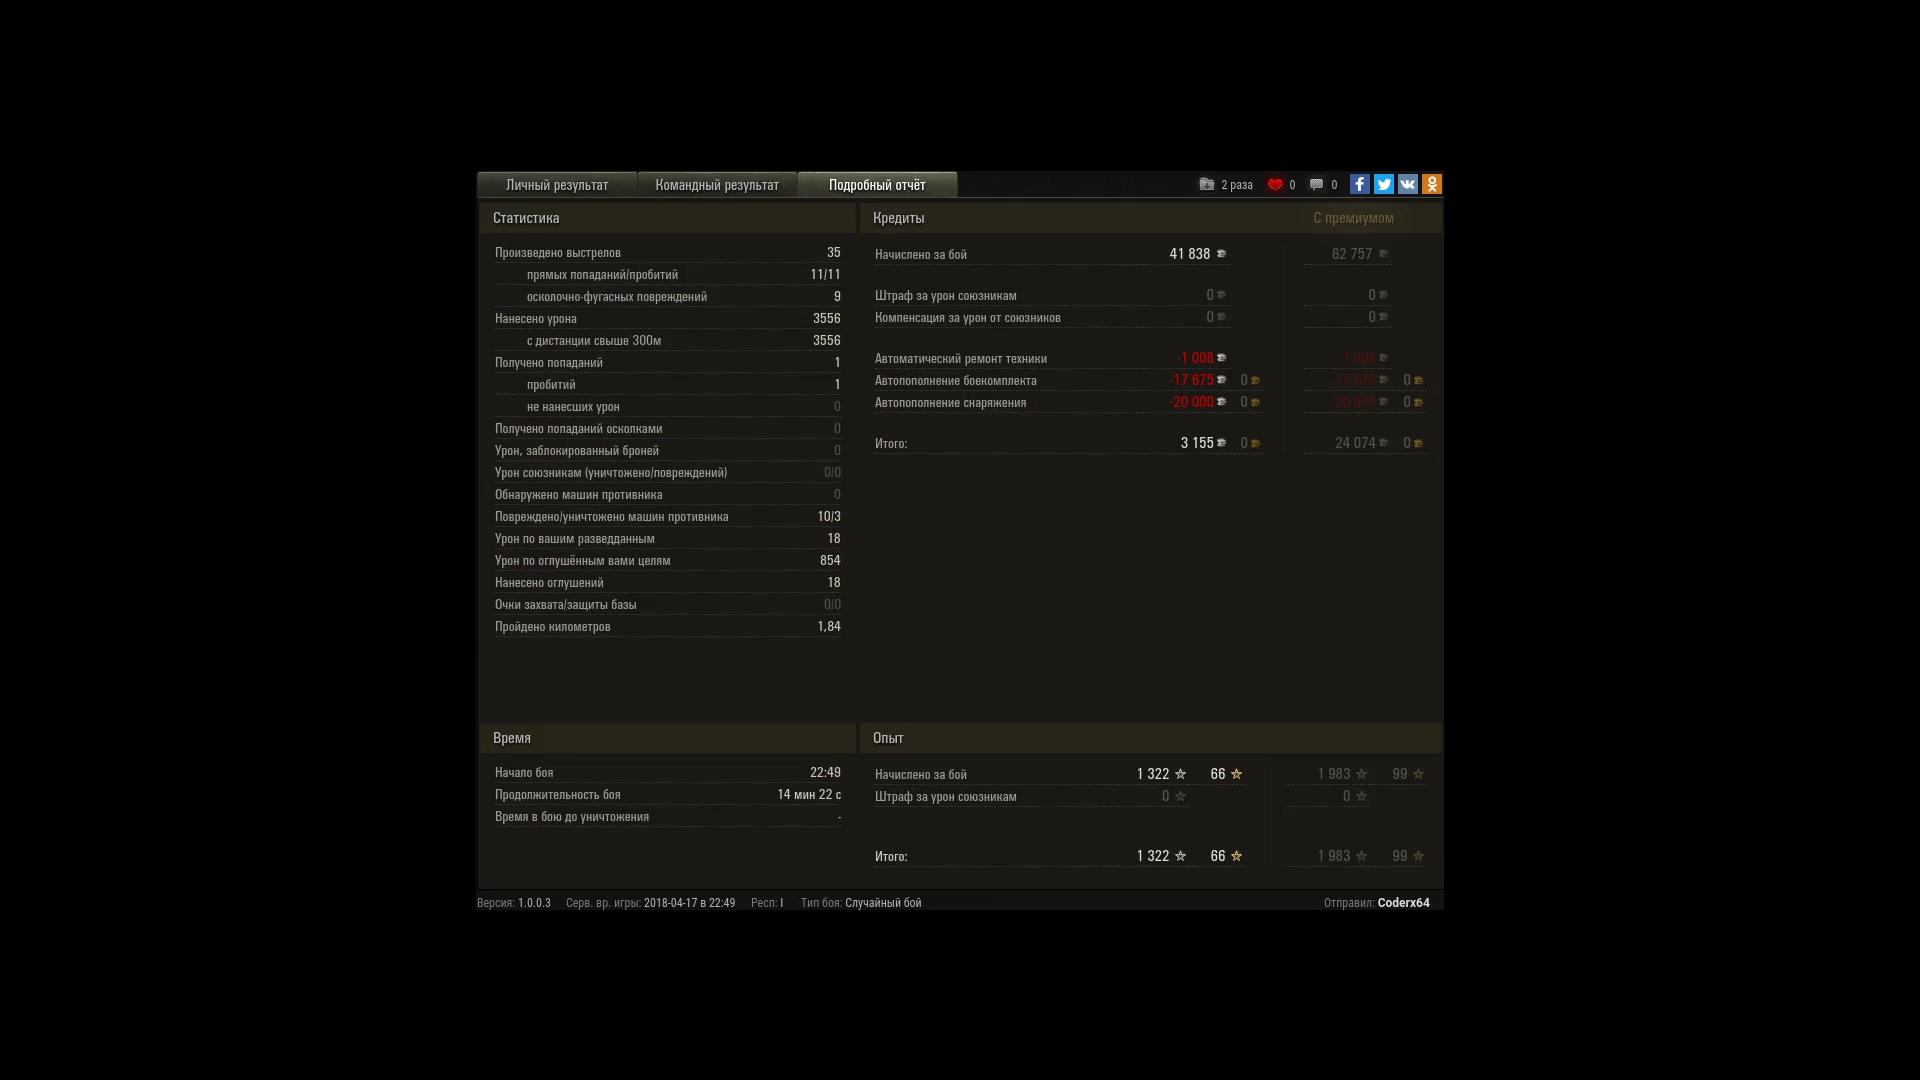 Личный результат Командный результат Подробный отчёт 2 раза 0 0
Статистика
Произведено выстрелов 35
прямых попаданий/пробитий 11/11
осколочно-фугасных повреждений 9
Нанесено урона 3556
с дистанции свыше 300м 3556
Получено попаданий 1
пробитий 1
не нанесших урон 0
Получено попаданий осколками 0
Урон, заблокированный броней 0
Урон союзникам (уничтожено/повреждений) 0/0
Обнаружено машин противника 0
Повреждено/уничтожено машин противника 10/3
Урон по вашим разведданным 18
Урон по оглушённым вами целям 854
Нанесено оглушений 18
Очки захвата/защиты базы 0/0
Пройдено километров 1,84
Кредиты С премиумом
Начислено за бой 41 838 62 757
Штраф за урон союзникам 0 0
Компенсация за урон от союзников 0 0
Автоматический ремонт техники -1 008 -1 008
Автопополнение боекомплекта -17 675 0 -17 675 0
Автопополнение снаряжения -20 000 0 -20 000 0
Итого: 3 155 0 24 074 0
Время
Начало боя 22:49
Продолжительность боя 14 мин 22 с
Время в бою до уничтожения -
Опыт
Начислено за бой 1 322 66 1 983 99
Штраф за урон союзникам 0 0
Итого: 1 322 66 1 983 99
Версия: 1.0.0.3 Серв. вр. игры: 2018-04-17 в 22:49 Респ: I Тип боя: Случайный бой Отправил: Coderx64